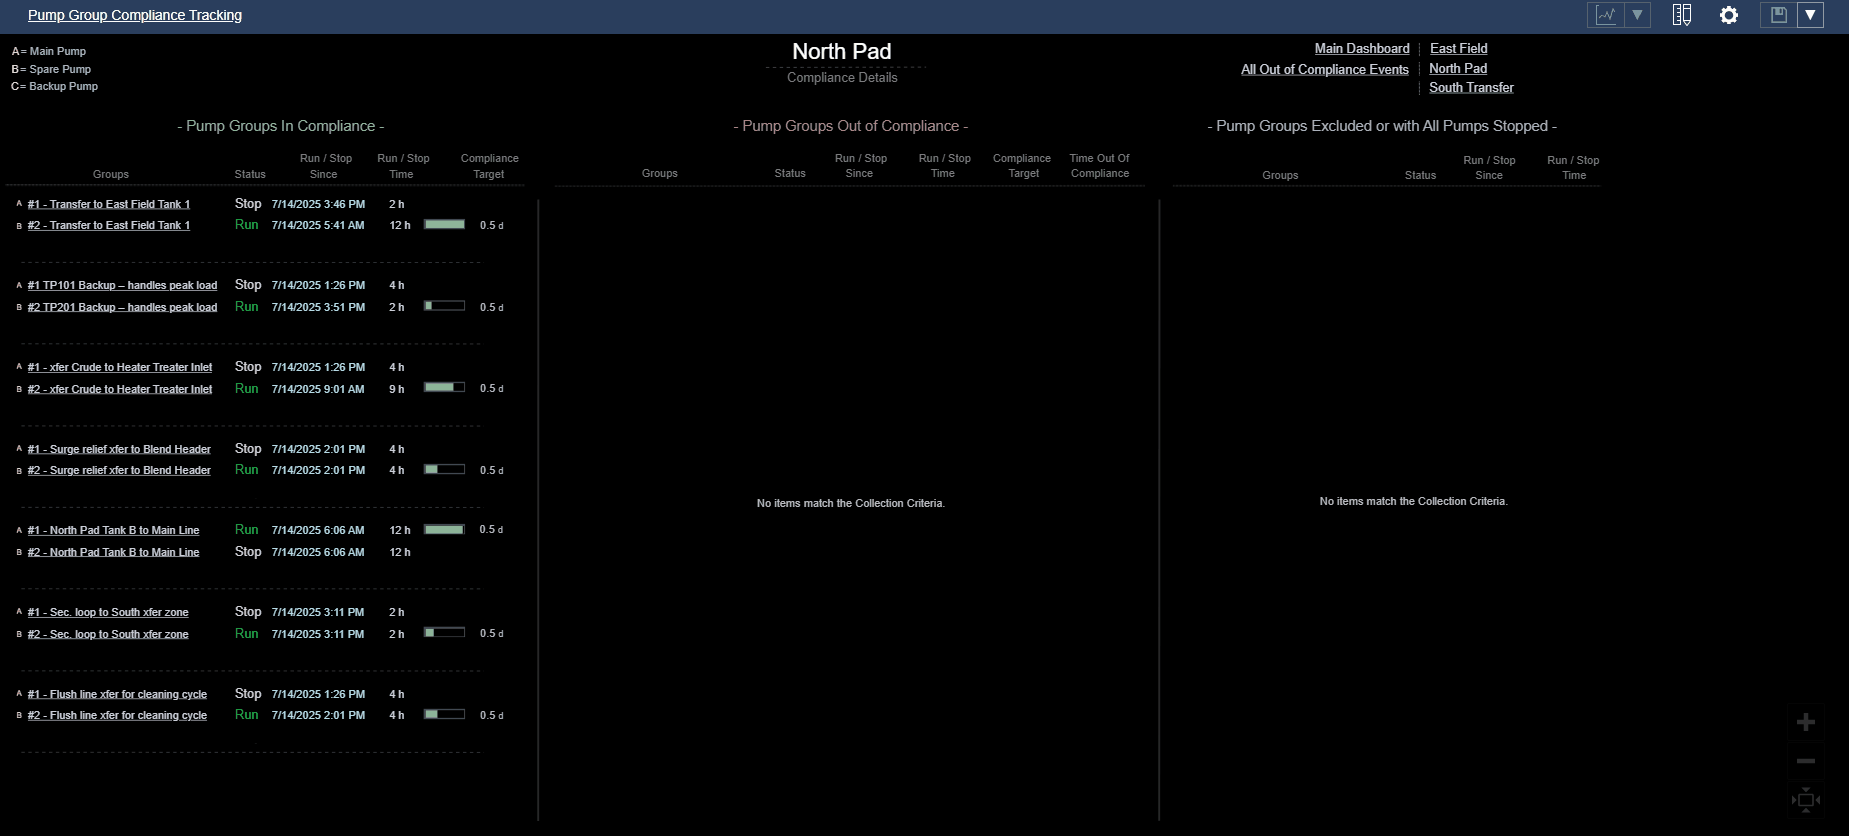 Pump Group Compliance Tracking
A = Main Pump
B = Spare Pump
C = Backup Pump
North Pad
Compliance Details
Main Dashboard
East Field
All Out of Compliance Events
North Pad
South Transfer
- Pump Groups In Compliance -
Groups
Status
Run / Stop Since
Run / Stop Time
Compliance Target
A #1 - Transfer to East Field Tank 1 Stop 7/14/2025 3:46 PM 2 h
B #2 - Transfer to East Field Tank 1 Run 7/14/2025 5:41 AM 12 h 0.5 d
A #1 TP101 Backup – handles peak load Stop 7/14/2025 1:26 PM 4 h
B #2 TP201 Backup – handles peak load Run 7/14/2025 3:51 PM 2 h 0.5 d
A #1 - xfer Crude to Heater Treater Inlet Stop 7/14/2025 1:26 PM 4 h
B #2 - xfer Crude to Heater Treater Inlet Run 7/14/2025 9:01 AM 9 h 0.5 d
A #1 - Surge relief xfer to Blend Header Stop 7/14/2025 2:01 PM 4 h
B #2 - Surge relief xfer to Blend Header Run 7/14/2025 2:01 PM 4 h 0.5 d
A #1 - North Pad Tank B to Main Line Run 7/14/2025 6:06 AM 12 h 0.5 d
B #2 - North Pad Tank B to Main Line Stop 7/14/2025 6:06 AM 12 h
A #1 - Sec. loop to South xfer zone Stop 7/14/2025 3:11 PM 2 h
B #2 - Sec. loop to South xfer zone Run 7/14/2025 3:11 PM 2 h 0.5 d
A #1 - Flush line xfer for cleaning cycle Stop 7/14/2025 1:26 PM 4 h
B #2 - Flush line xfer for cleaning cycle Run 7/14/2025 2:01 PM 4 h 0.5 d
- Pump Groups Out of Compliance -
Groups
Status
Run / Stop Since
Run / Stop Time
Compliance Target
Time Out Of Compliance
No items match the Collection Criteria.
- Pump Groups Excluded or with All Pumps Stopped -
Groups
Status
Run / Stop Since
Run / Stop Time
No items match the Collection Criteria.